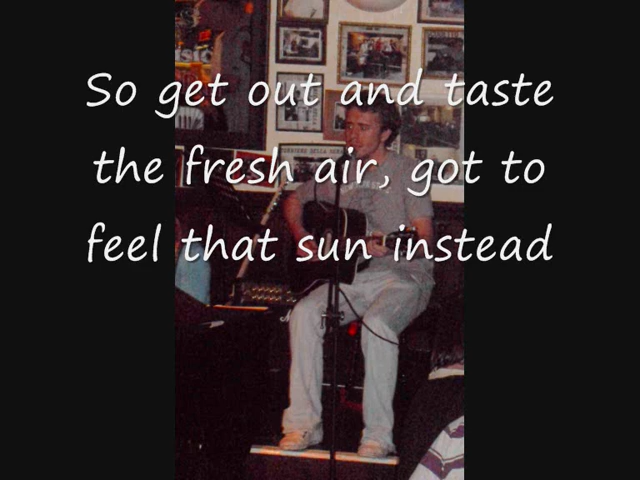 So get out and taste
the fresh air, got to
feel that sun instead